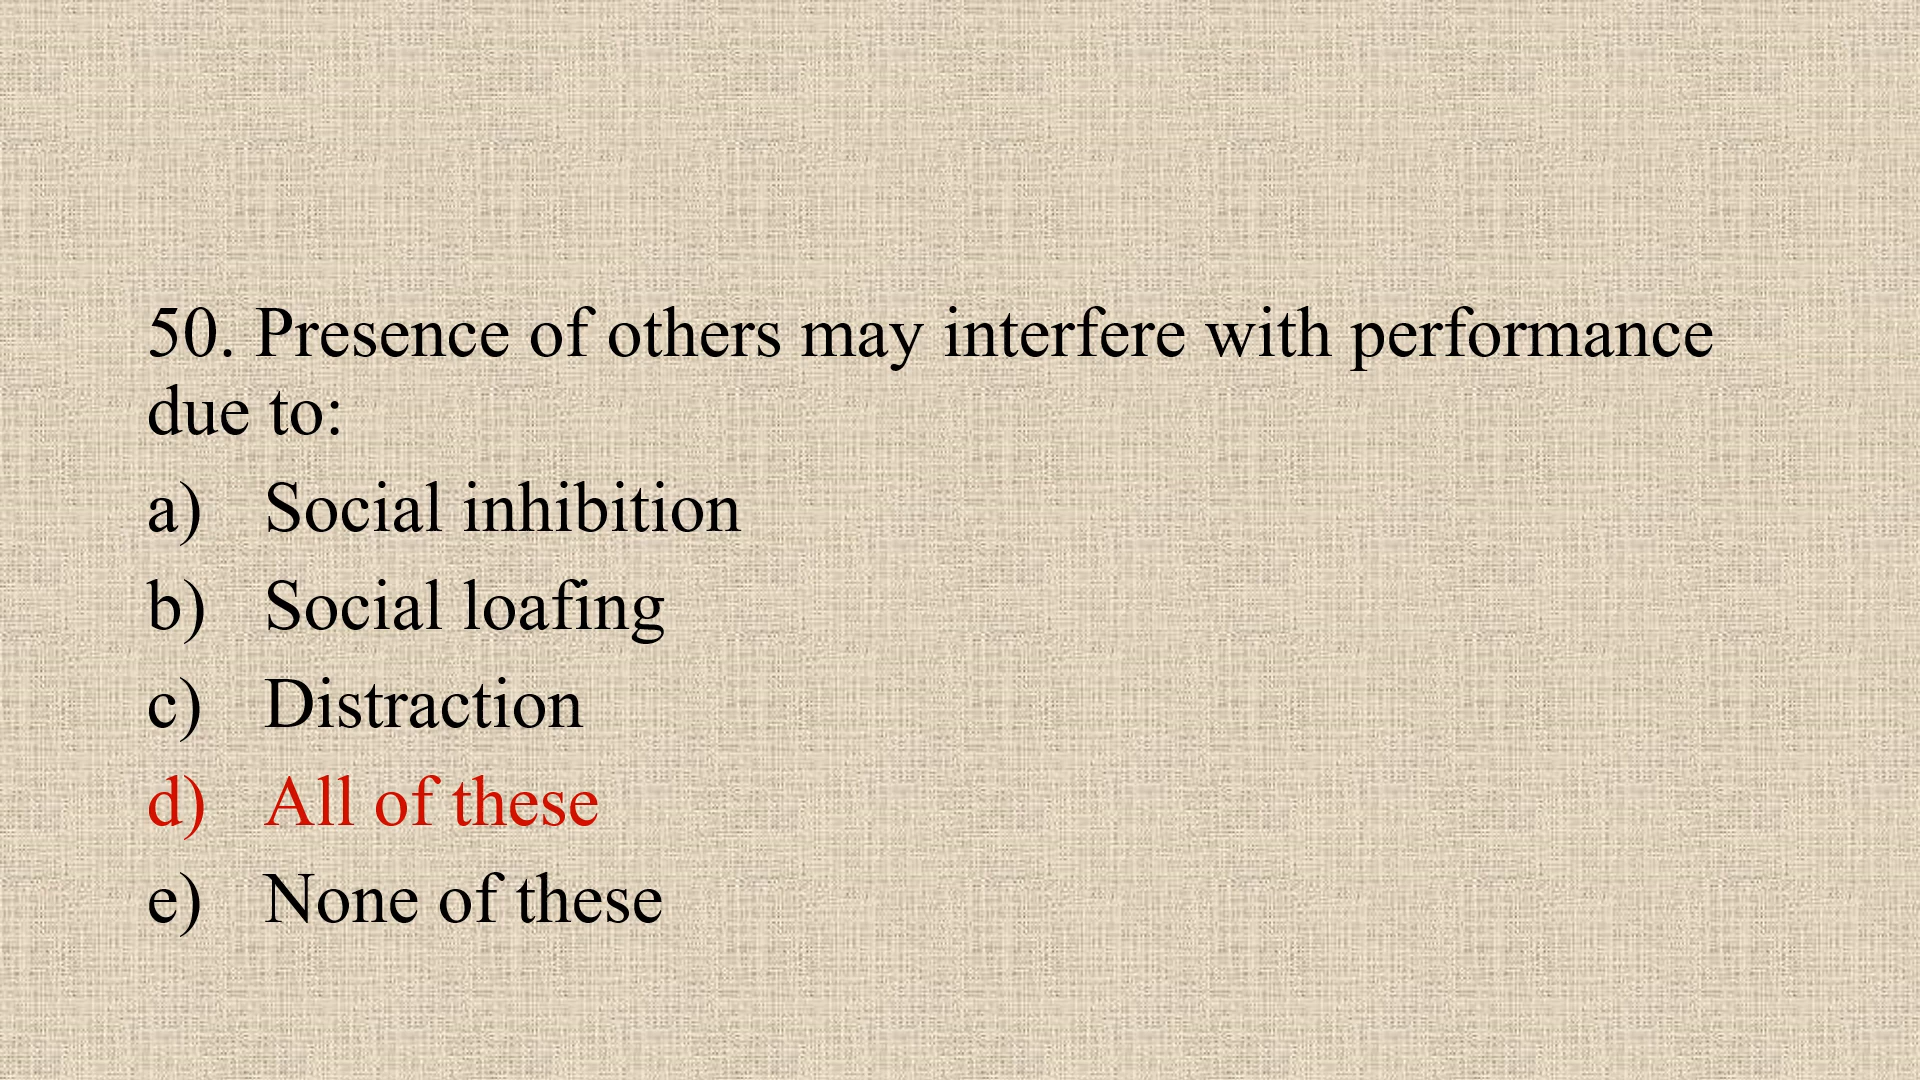 50. Presence of others may interfere with performance
due to:
a) Social inhibition
b) Social loafing
c) Distraction
d) All of these
e) None of these